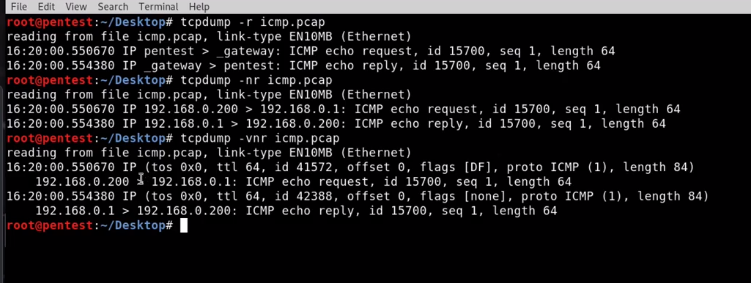 File Edit View Search Terminal Help
root@pentest:~/Desktop# tcpdump -r icmp.pcap
reading from file icmp.pcap, link-type EN10MB (Ethernet)
16:20:00.550670 IP pentest > _gateway: ICMP echo request, id 15700, seq 1, length 64
16:20:00.554380 IP _gateway > pentest: ICMP echo reply, id 15700, seq 1, length 64
root@pentest:~/Desktop# tcpdump -nr icmp.pcap
reading from file icmp.pcap, link-type EN10MB (Ethernet)
16:20:00.550670 IP 192.168.0.200 > 192.168.0.1: ICMP echo request, id 15700, seq 1, length 64
16:20:00.554380 IP 192.168.0.1 > 192.168.0.200: ICMP echo reply, id 15700, seq 1, length 64
root@pentest:~/Desktop# tcpdump -vnr icmp.pcap
reading from file icmp.pcap, link-type EN10MB (Ethernet)
16:20:00.550670 IP (tos 0x0, ttl 64, id 41572, offset 0, flags [DF], proto ICMP (1), length 84)
    192.168.0.200 > 192.168.0.1: ICMP echo request, id 15700, seq 1, length 64
16:20:00.554380 IP (tos 0x0, ttl 64, id 42388, offset 0, flags [none], proto ICMP (1), length 84)
    192.168.0.1 > 192.168.0.200: ICMP echo reply, id 15700, seq 1, length 64
root@pentest:~/Desktop#